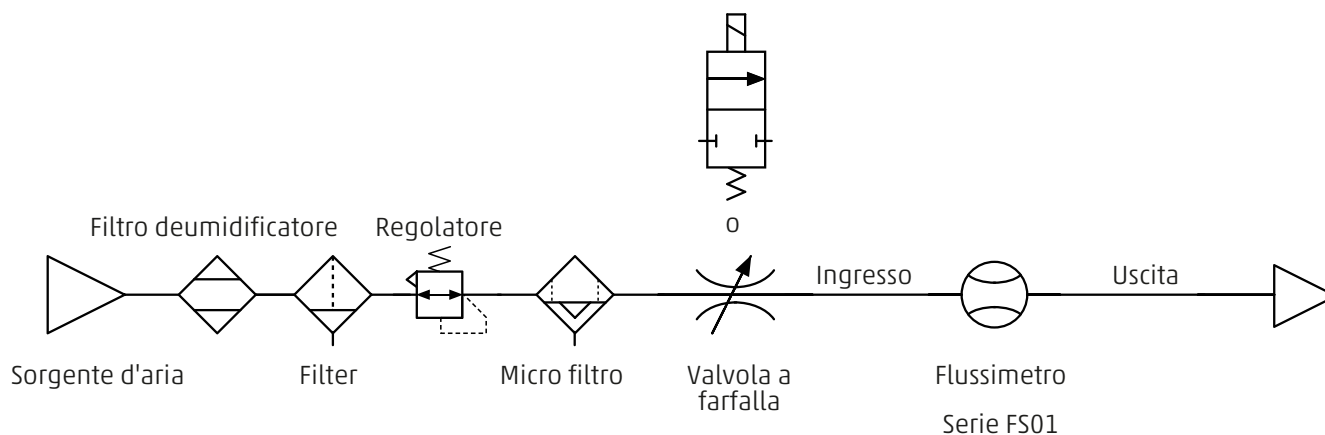 Filtro deumidificatore
Regolatore
o
Ingresso
Uscita
Sorgente d'aria
Filter
Micro filtro
Valvola a
farfalla
Flussimetro
Serie FS01